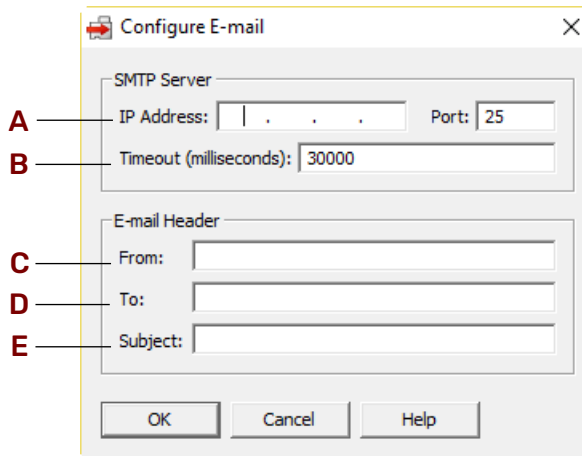 Configure E-mail
SMTP Server
A IP Address: . . . Port: 25
B Timeout (milliseconds): 30000
E-mail Header
C From:
D To:
E Subject:
OK Cancel Help